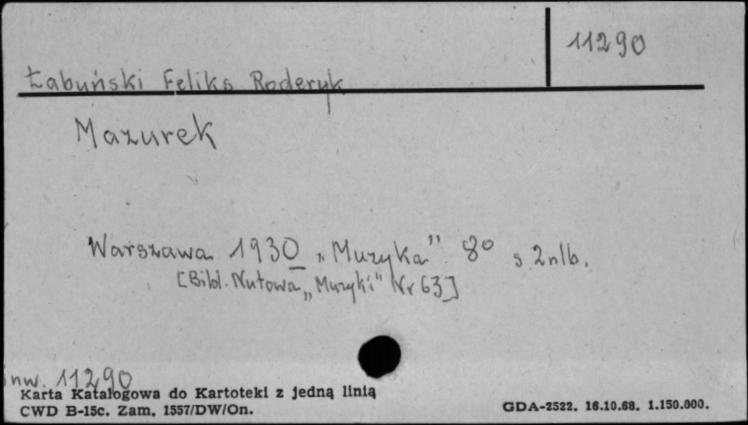 11290
Łabuński Feliks Roderyk
Mazurek
Warszawa 1930 „Muzyka" 8° s. 2 nlb.
[Bibl. Nutowa „Muzyki" Nr 63]
inw. 11290
Karta Katalogowa do Kartoteki z jedną linią
CWD B-15c. Zam. 1557/DW/On.
GDA-2522. 16.10.68. 1.150.000.